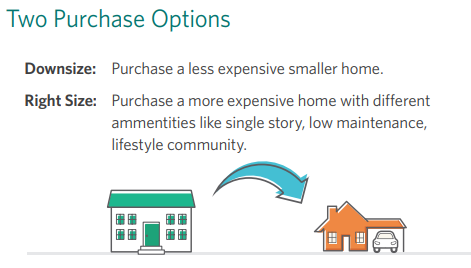 Two Purchase Options
Downsize: Purchase a less expensive smaller home.
Right Size: Purchase a more expensive home with different
ammentities like single story, low maintenance,
lifestyle community.